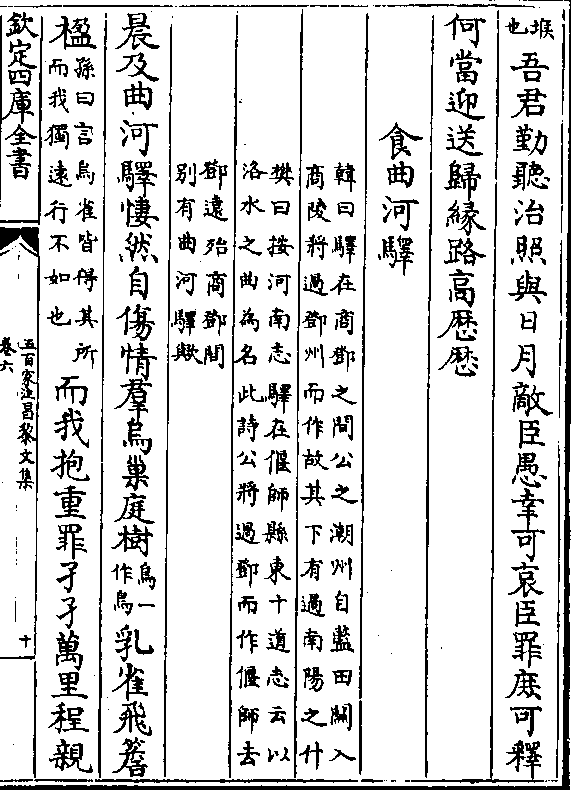 堠也吾君勤聽治照與日月敵臣愚幸可哀臣罪庶可釋
何當迎送歸緣路高歷歷
食曲河驛
韓曰驛在商鄧之間公之潮州自藍田關入
商陵將過鄧州而作故其下有過南陽之什
樊曰按河南志驛在偃師縣東十道志云以
洛水之曲為名此詩公將過鄧而作偃師去
鄧遠殆商鄧間
別有曲河驛歟
晨及曲河驛悽然自傷情羣烏巢庭樹烏一作鳥乳雀飛簷
楹孫曰言烏雀皆得其所而我獨遠行不如也而我抱重罪孑孑萬里程親
欽定四庫全書
五百家注昌黎文集
卷六
十